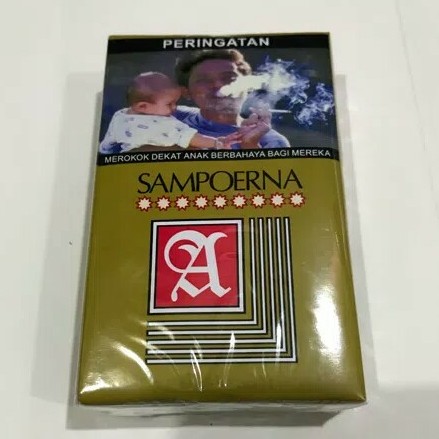 PERINGATAN
MEROKOK DEKAT ANAK BERBAHAYA BAGI MEREKA
SAMPOERNA
A